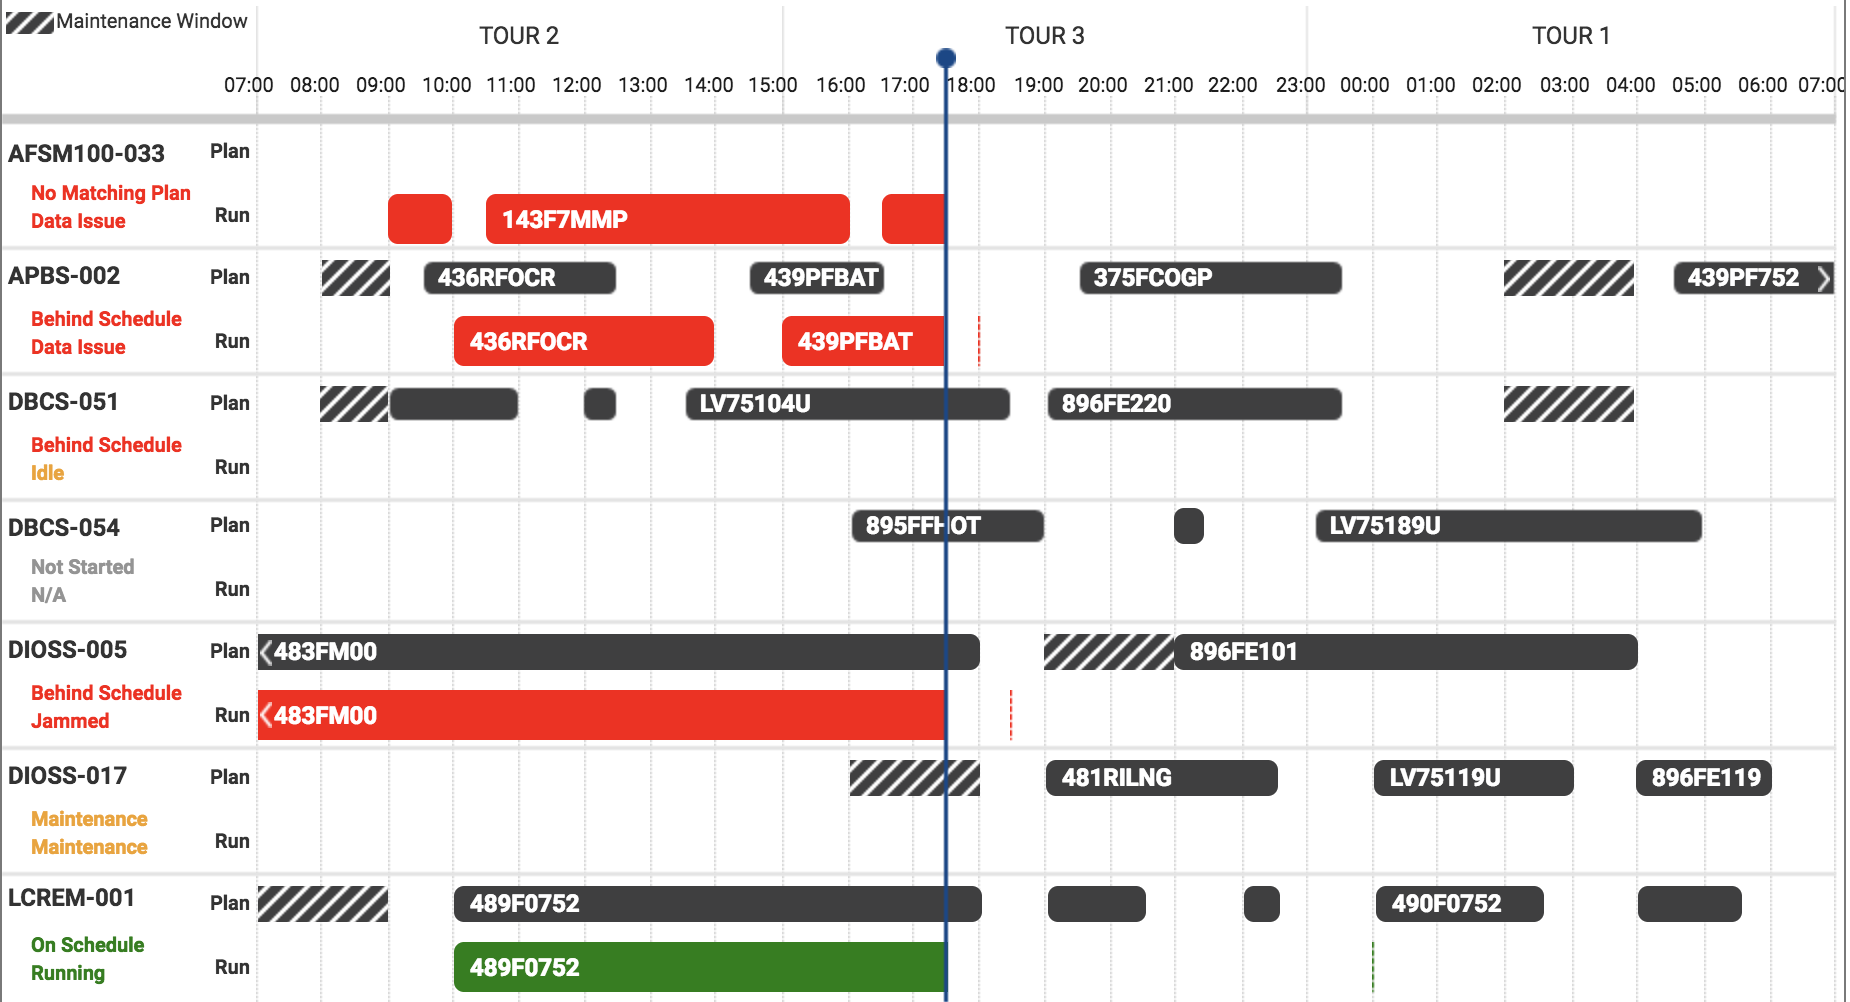 Maintenance Window
TOUR 2 TOUR 3 TOUR 1
07:00 08:00 09:00 10:00 11:00 12:00 13:00 14:00 15:00 16:00 17:00 18:00 19:00 20:00 21:00 22:00 23:00 00:00 01:00 02:00 03:00 04:00 05:00 06:00 07:00
AFSM100-033 Plan
No Matching Plan
Data Issue
Run 143F7MMP
APBS-002 Plan 436RFOCR 439PFBAT 375FCOGP 439PF752
Behind Schedule
Data Issue
Run 436RFOCR 439PFBAT
DBCS-051 Plan LV75104U 896FE220
Behind Schedule
Idle
Run
DBCS-054 Plan 895FFHOT LV75189U
Not Started
N/A
Run
DIOSS-005 Plan 483FM00 896FE101
Behind Schedule
Jammed
Run 483FM00
DIOSS-017 Plan 481RILNG LV75119U 896FE119
Maintenance
Maintenance
Run
LCREM-001 Plan 489F0752 490F0752
On Schedule
Running
Run 489F0752